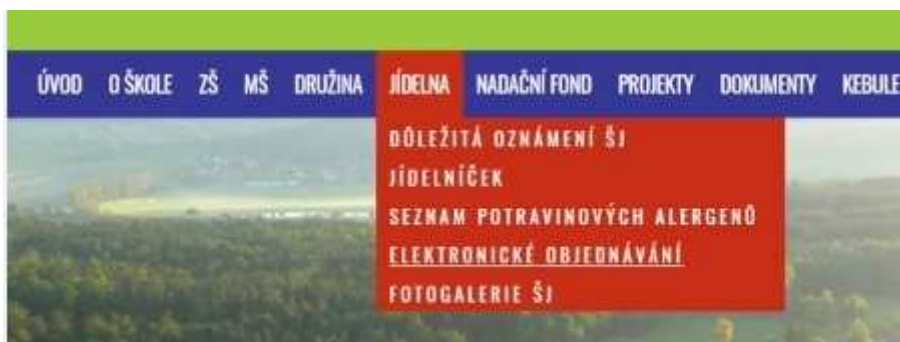 ÚVOD O ŠKOLE ZŠ MŠ DRUŽINA JÍDELNA NADAČNÍ FOND PROJEKTY DOKUMENTY KEBULE
DŮLEŽITÁ OZNÁMENÍ ŠJ
JÍDELNÍČEK
SEZNAM POTRAVINOVÝCH ALERGENŮ
ELEKTRONICKÉ OBJEDNÁVÁNÍ
FOTOGALERIE ŠJ